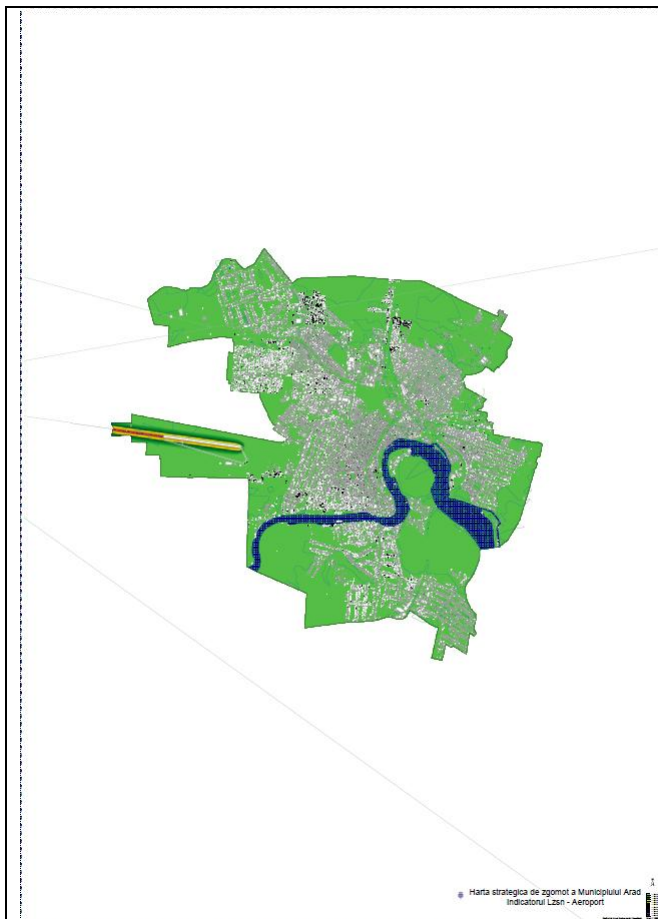 Harta strategica de zgomot a Municipiului Arad
Indicatorul Lzsn - Aeroport